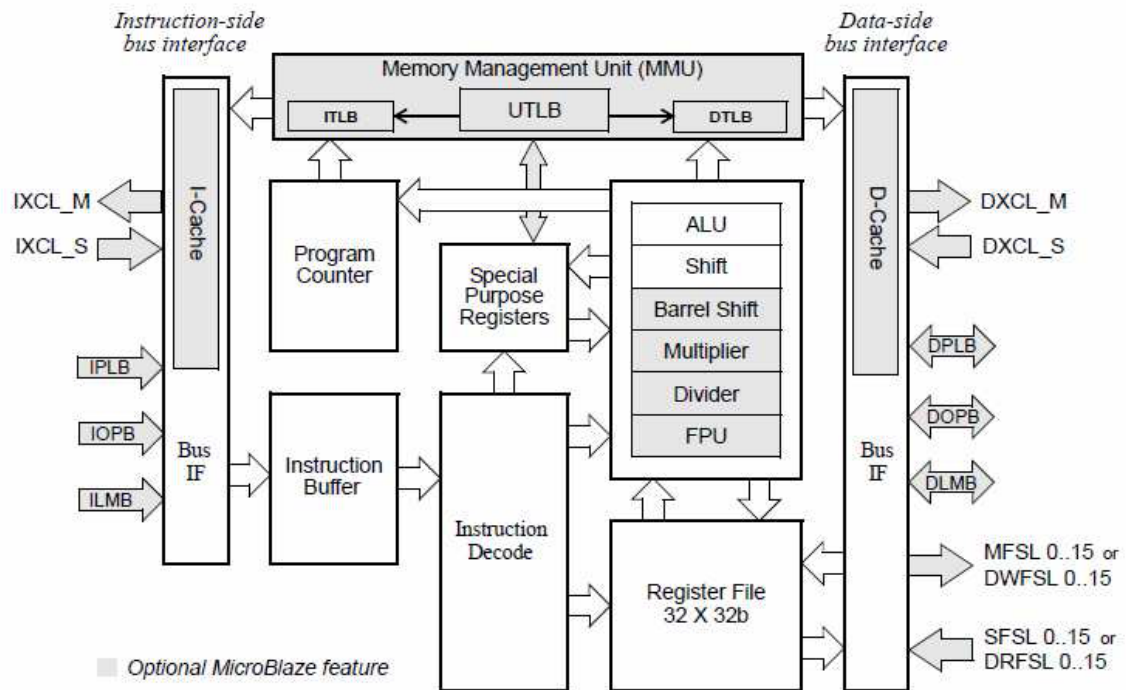 Instruction-side
bus interface
Data-side
bus interface
Memory Management Unit (MMU)
ITLB
UTLB
DTLB
I-Cache
D-Cache
IXCL_M
IXCL_S
DXCL_M
DXCL_S
Program
Counter
Special
Purpose
Registers
ALU
Shift
Barrel Shift
Multiplier
Divider
FPU
IPLB
IOPB
ILMB
Bus
IF
Instruction
Buffer
Instruction
Decode
Register File
32 X 32b
Bus
IF
DPLB
DOPB
DLMB
MFSL 0..15 or
DWFSL 0..15
SFSL 0..15 or
DRFSL 0..15
Optional MicroBlaze feature